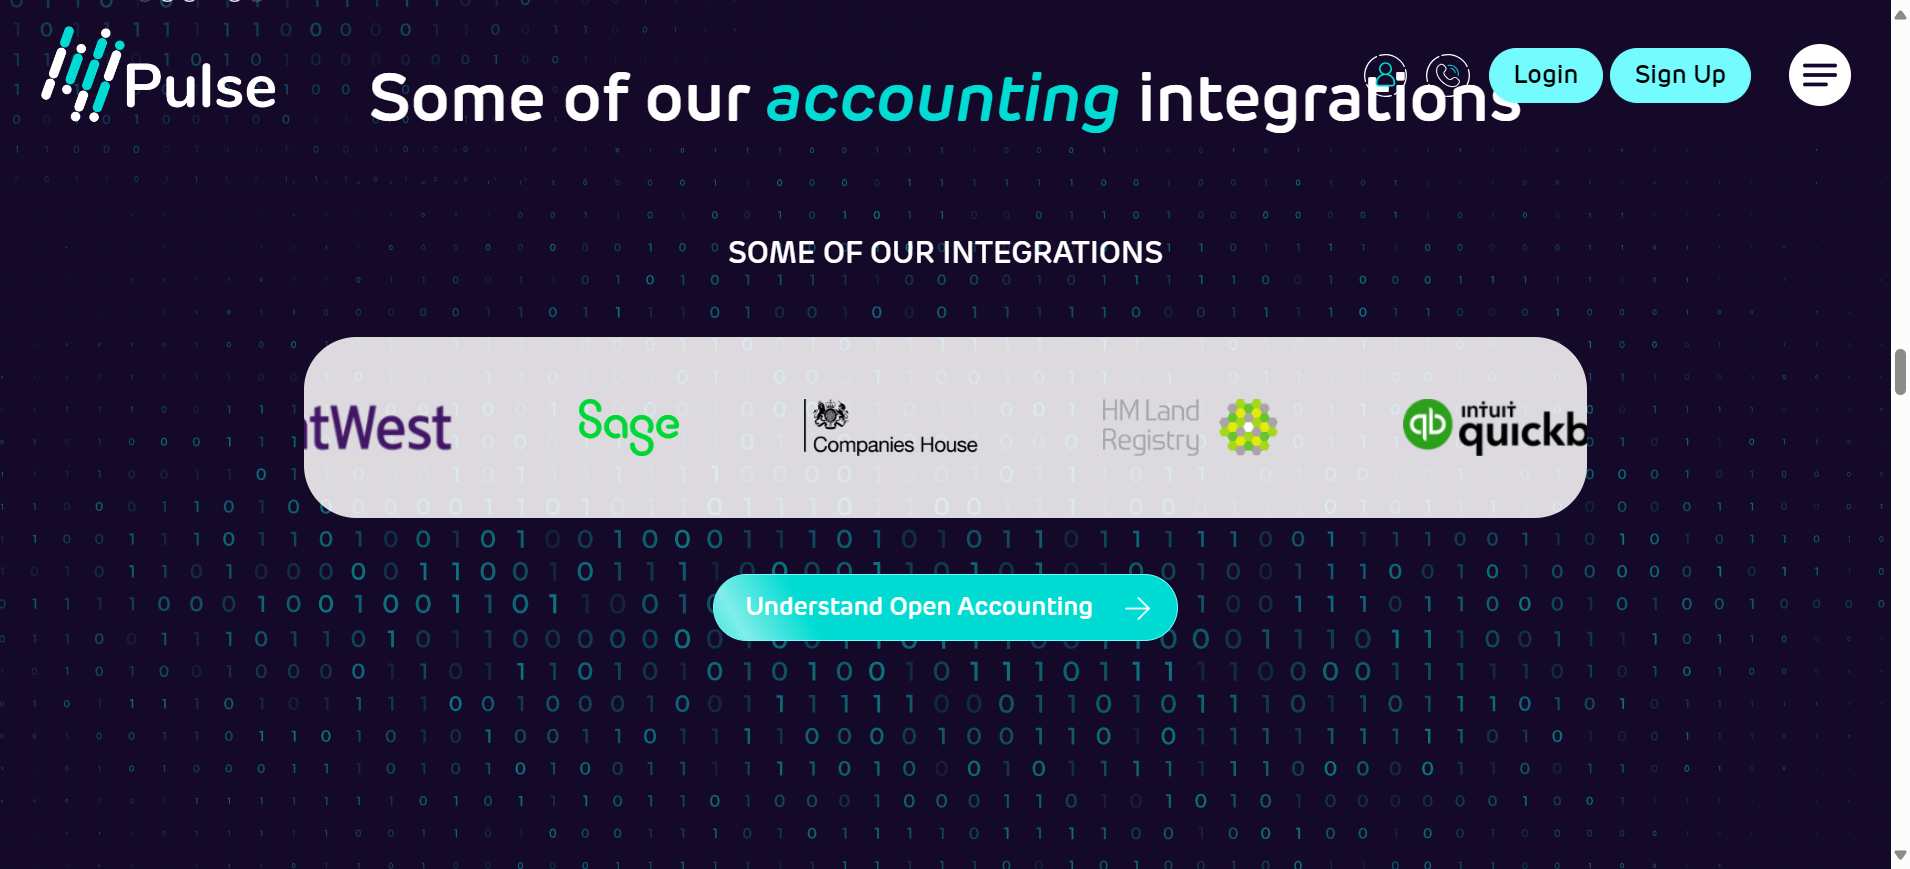 Pulse
Login
Sign Up
Some of our accounting integrations
SOME OF OUR INTEGRATIONS
tWest
Sage
Companies House
HM Land
Registry
intuit
quickb
Understand Open Accounting